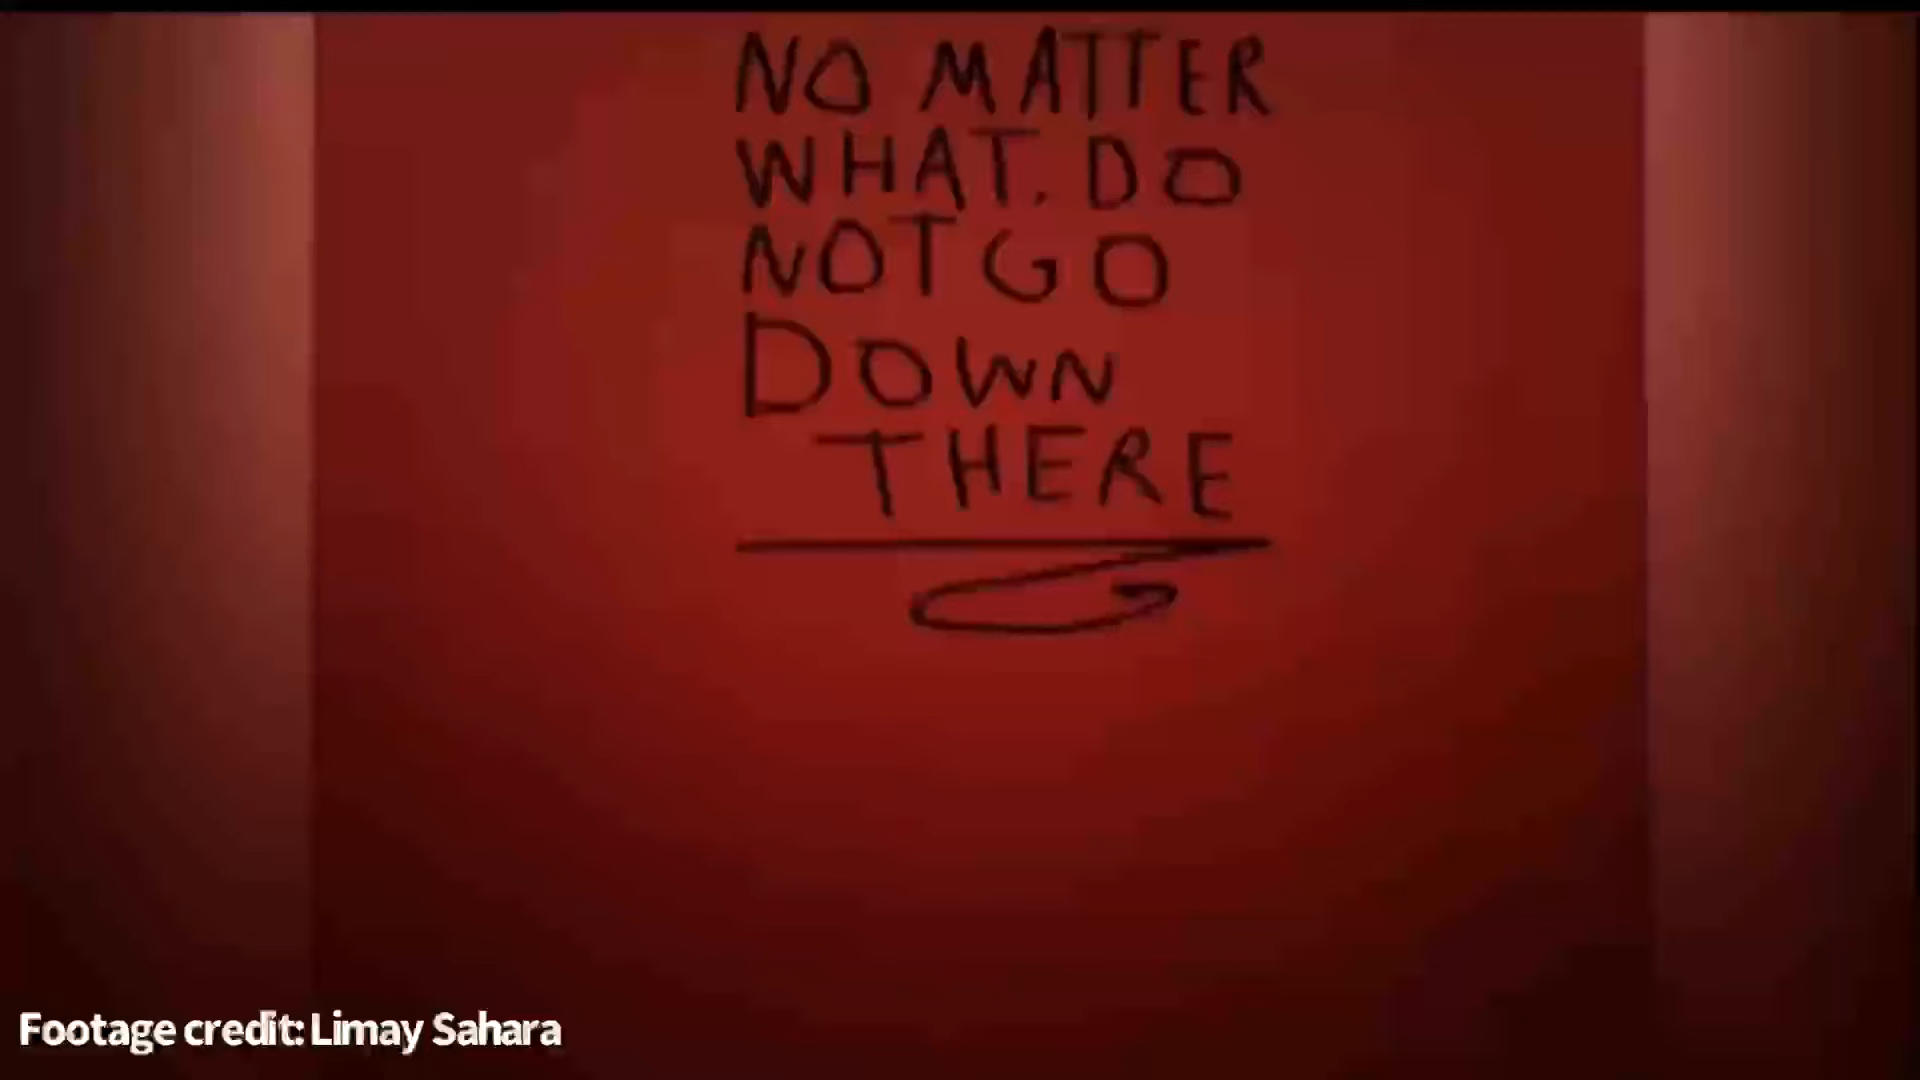 NO MATTER
WHAT. DO
NOT GO
DOWN
THERE
Footage credit: Limay Sahara